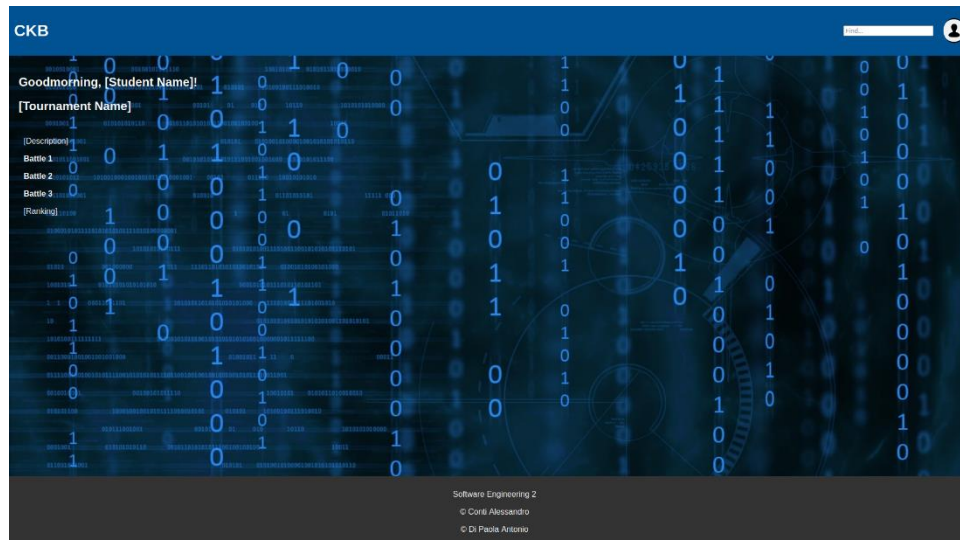 CKB
Find...
Goodmorning, [Student Name]!
[Tournament Name]
[Description]
Battle 1
Battle 2
Battle 3
[Ranking]
Software Engineering 2
© Conti Alessandro
© Di Paola Antonio